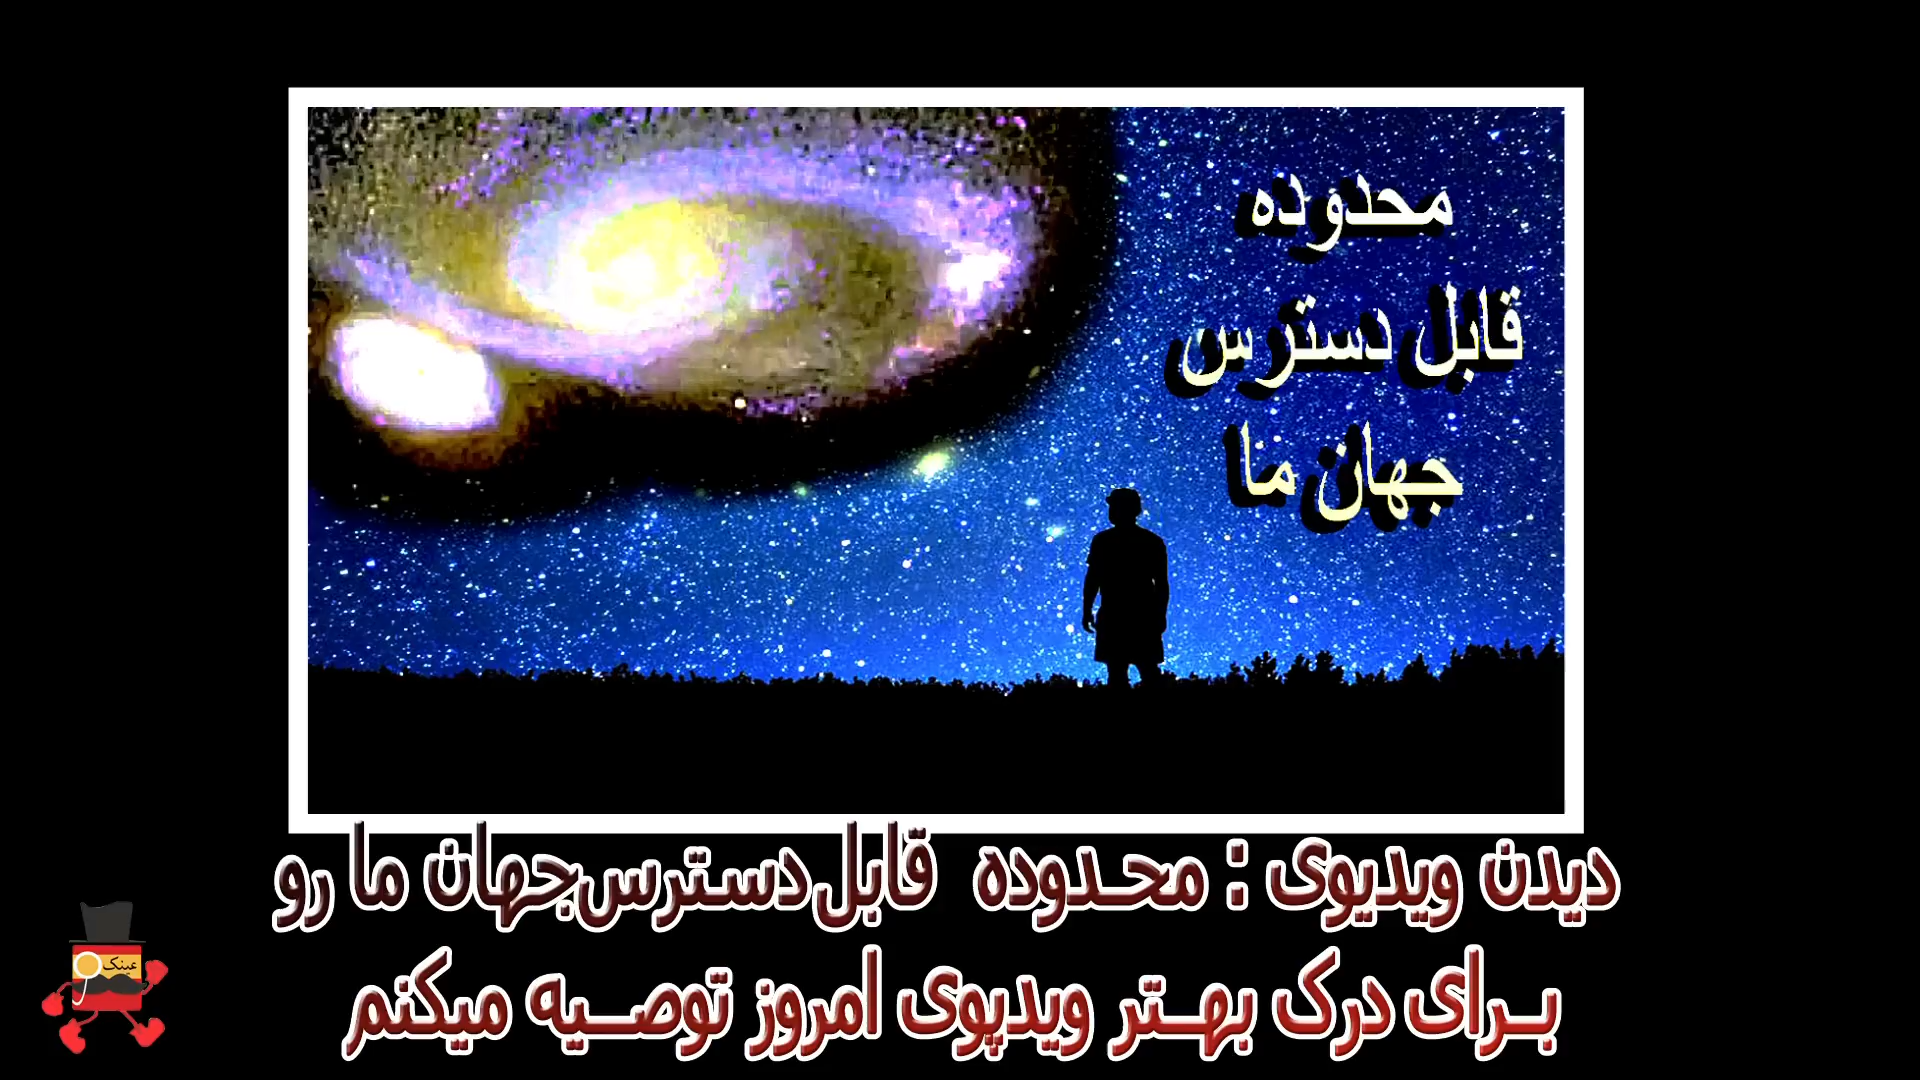 محدوده
قابل دسترس
جهان ما
دیدن ویدیوی : محدوده قابل‌دسترس‌جهان ما رو
برای درک بهتر ویدیوی امروز توصیه میکنم
عینک